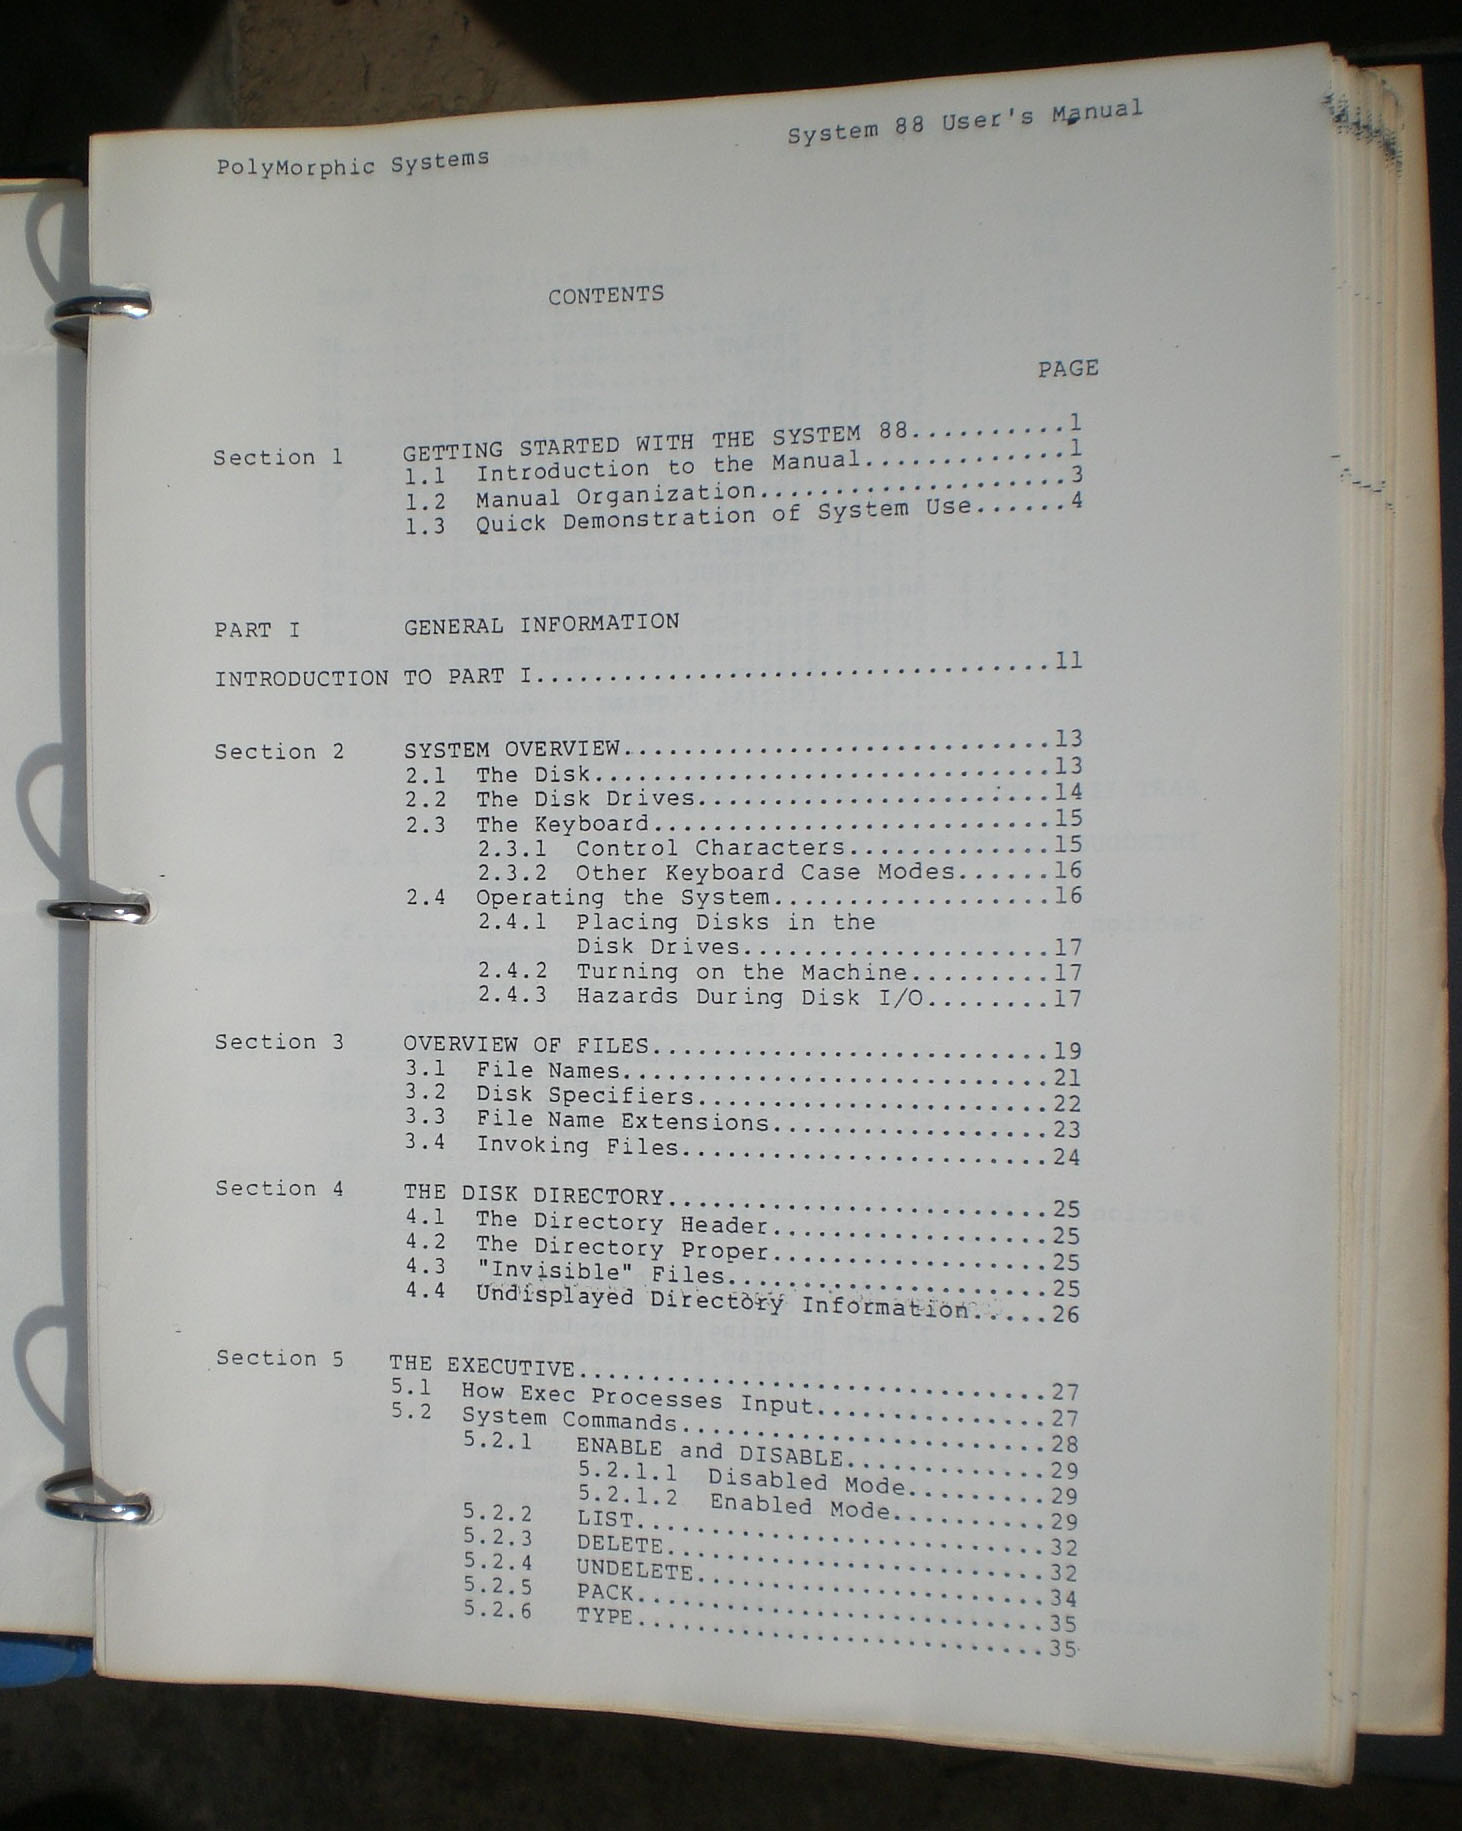 PolyMorphic Systems System 88 User's Manual
CONTENTS
PAGE
Section 1 GETTING STARTED WITH THE SYSTEM 88..........1
1.1 Introduction to the Manual.............1
1.2 Manual Organization.....................3
1.3 Quick Demonstration of System Use......4
PART I GENERAL INFORMATION
INTRODUCTION TO PART I...................................11
Section 2 SYSTEM OVERVIEW.............................13
2.1 The Disk...............................13
2.2 The Disk Drives........................14
2.3 The Keyboard...........................15
2.3.1 Control Characters..............15
2.3.2 Other Keyboard Case Modes......16
2.4 Operating the System...................16
2.4.1 Placing Disks in the
Disk Drives.....................17
2.4.2 Turning on the Machine..........17
2.4.3 Hazards During Disk I/O........17
Section 3 OVERVIEW OF FILES...........................19
3.1 File Names.............................21
3.2 Disk Specifiers........................22
3.3 File Name Extensions...................23
3.4 Invoking Files.........................24
Section 4 THE DISK DIRECTORY..........................25
4.1 The Directory Header...................25
4.2 The Directory Proper...................25
4.3 "Invisible" Files......................25
4.4 Undisplayed Directory Information.....26
Section 5 THE EXECUTIVE................................27
5.1 How Exec Processes Input................27
5.2 System Commands.........................28
5.2.1 ENABLE and DISABLE..............29
5.2.1.1 Disabled Mode..........29
5.2.1.2 Enabled Mode...........29
5.2.2 LIST............................32
5.2.3 DELETE..........................32
5.2.4 UNDELETE........................34
5.2.5 PACK............................35
5.2.6 TYPE............................35